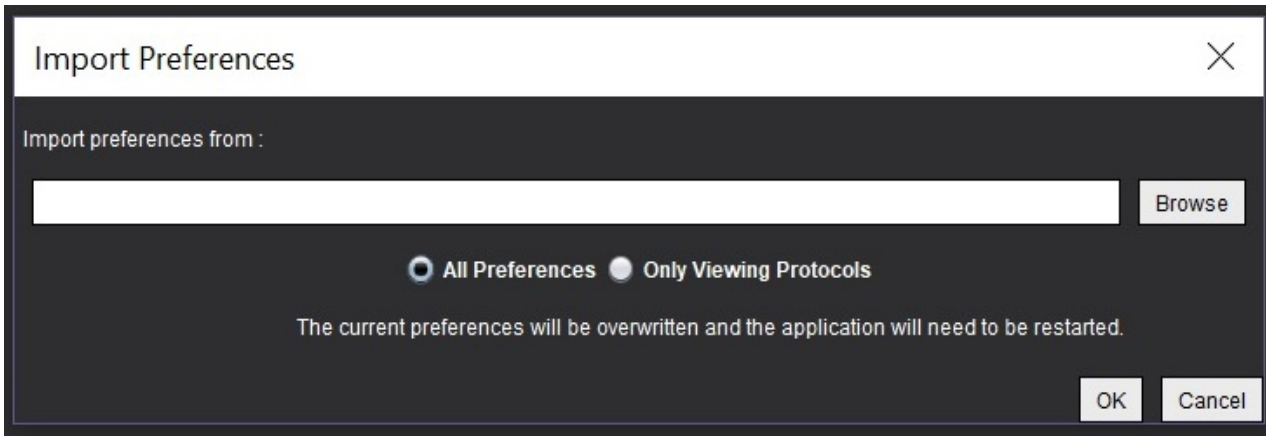 Import Preferences
Import preferences from :
Browse
All Preferences Only Viewing Protocols
The current preferences will be overwritten and the application will need to be restarted.
OK Cancel